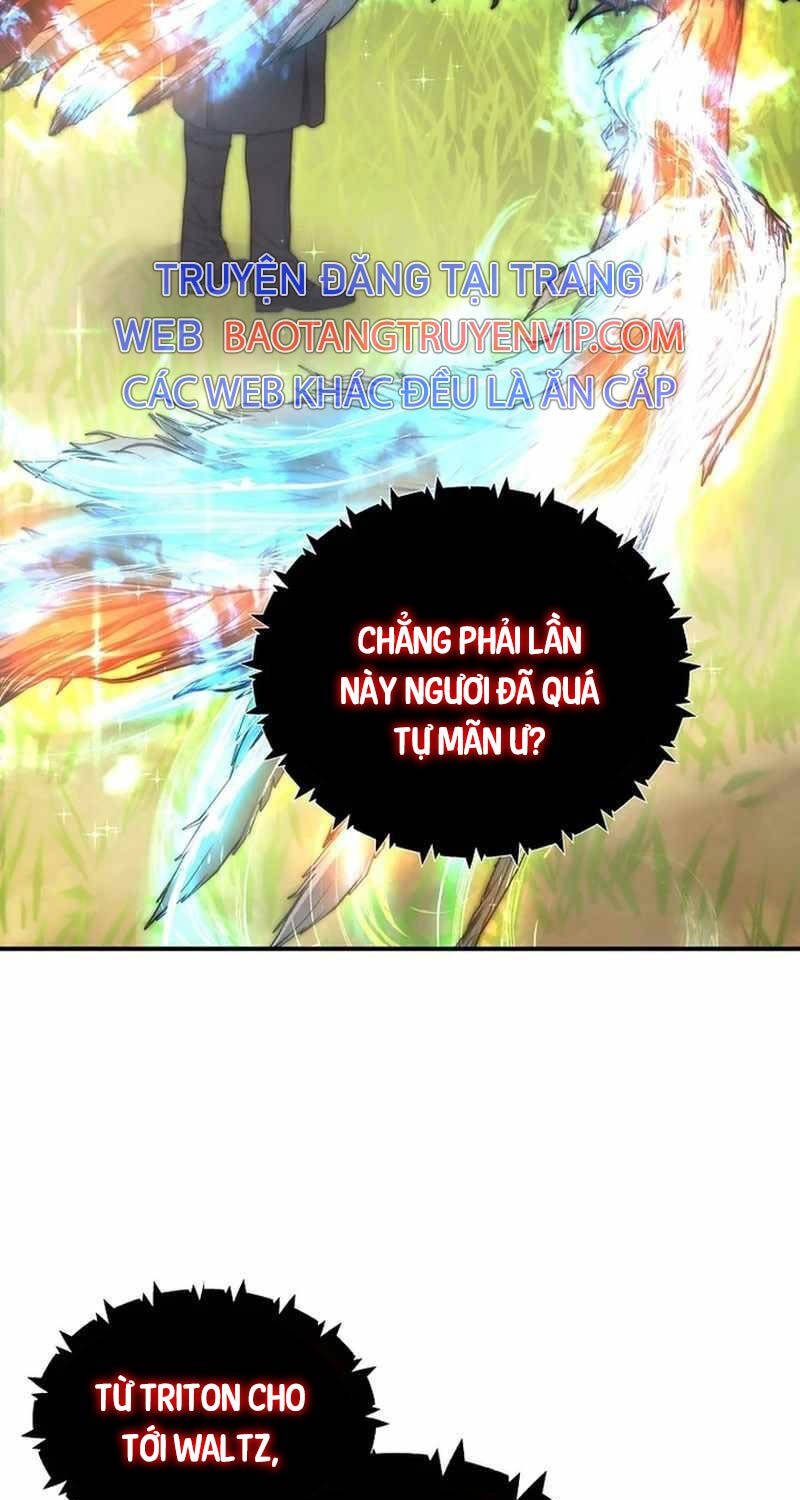 TRUYỆN ĐĂNG TẠI TRANG
WEB BAOTANGTRUYENVIP.COM
CÁC WEB KHÁC ĐỀU LÀ ĂN CẮP
CHẲNG PHẢI LẦN
NÀY NGƯƠI ĐÃ QUÁ
TỰ MÃN Ư?
TỪ TRITON CHO
TỚI WALTZ,